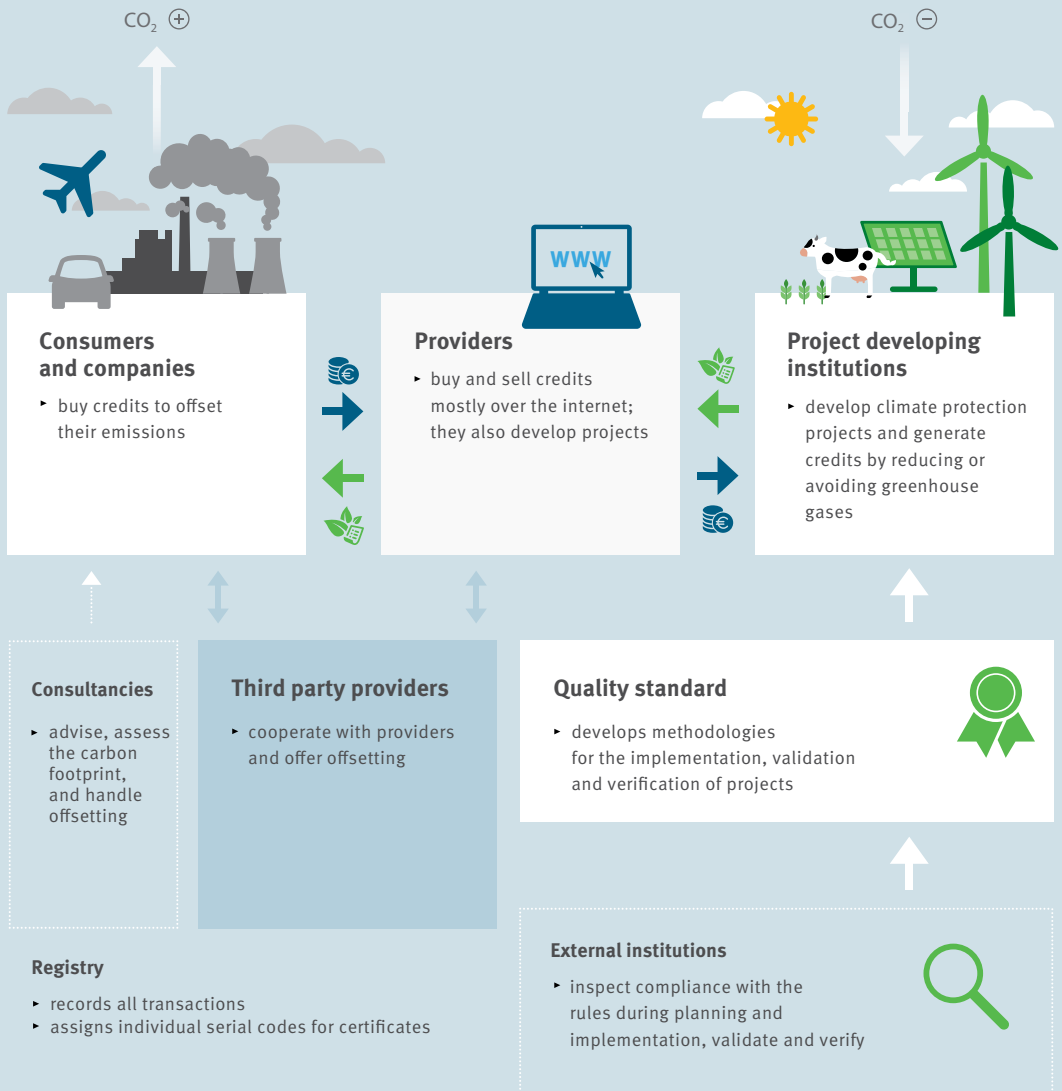 CO₂ ⊕
CO₂ ⊖
WWW
Consumers
and companies
‣ buy credits to offset
their emissions
€
€
Providers
‣ buy and sell credits
mostly over the internet;
they also develop projects
Project developing
institutions
‣ develop climate protection
projects and generate
credits by reducing or
avoiding greenhouse
gases
Consultancies
‣ advise, assess
the carbon
footprint,
and handle
offsetting
Third party providers
‣ cooperate with providers
and offer offsetting
Quality standard
‣ develops methodologies
for the implementation, validation
and verification of projects
Registry
‣ records all transactions
‣ assigns individual serial codes for certificates
External institutions
‣ inspect compliance with the
rules during planning and
implementation, validate and verify